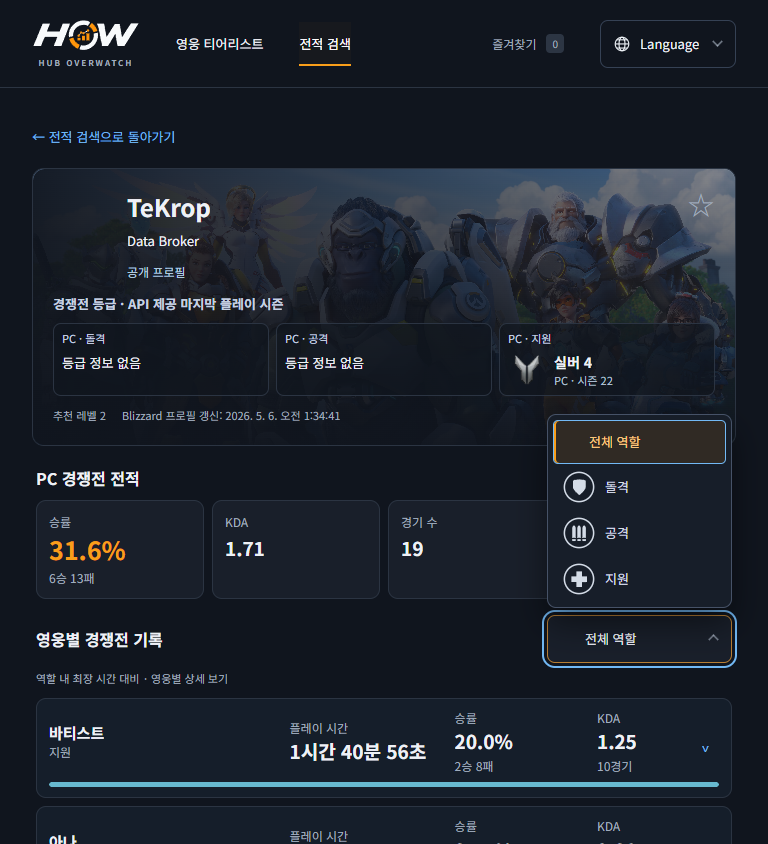 HOW
HUB OVERWATCH
영웅 티어리스트
전적 검색
즐겨찾기 0
Language
← 전적 검색으로 돌아가기
TeKrop
Data Broker
공개 프로필
경쟁전 등급 · API 제공 마지막 플레이 시즌
PC · 돌격
등급 정보 없음
PC · 공격
등급 정보 없음
PC · 지원
실버 4
PC · 시즌 22
추천 레벨 2
Blizzard 프로필 갱신: 2026. 5. 6. 오전 1:34:41
PC 경쟁전 전적
승률
31.6%
6승 13패
KDA
1.71
경기 수
19
전체 역할
돌격
공격
지원
영웅별 경쟁전 기록
전체 역할
역할 내 최장 시간 대비 · 영웅별 상세 보기
바티스트
지원
플레이 시간
1시간 40분 56초
승률
20.0%
2승 8패
KDA
1.25
10경기
v
아나
플레이 시간
승률
KDA